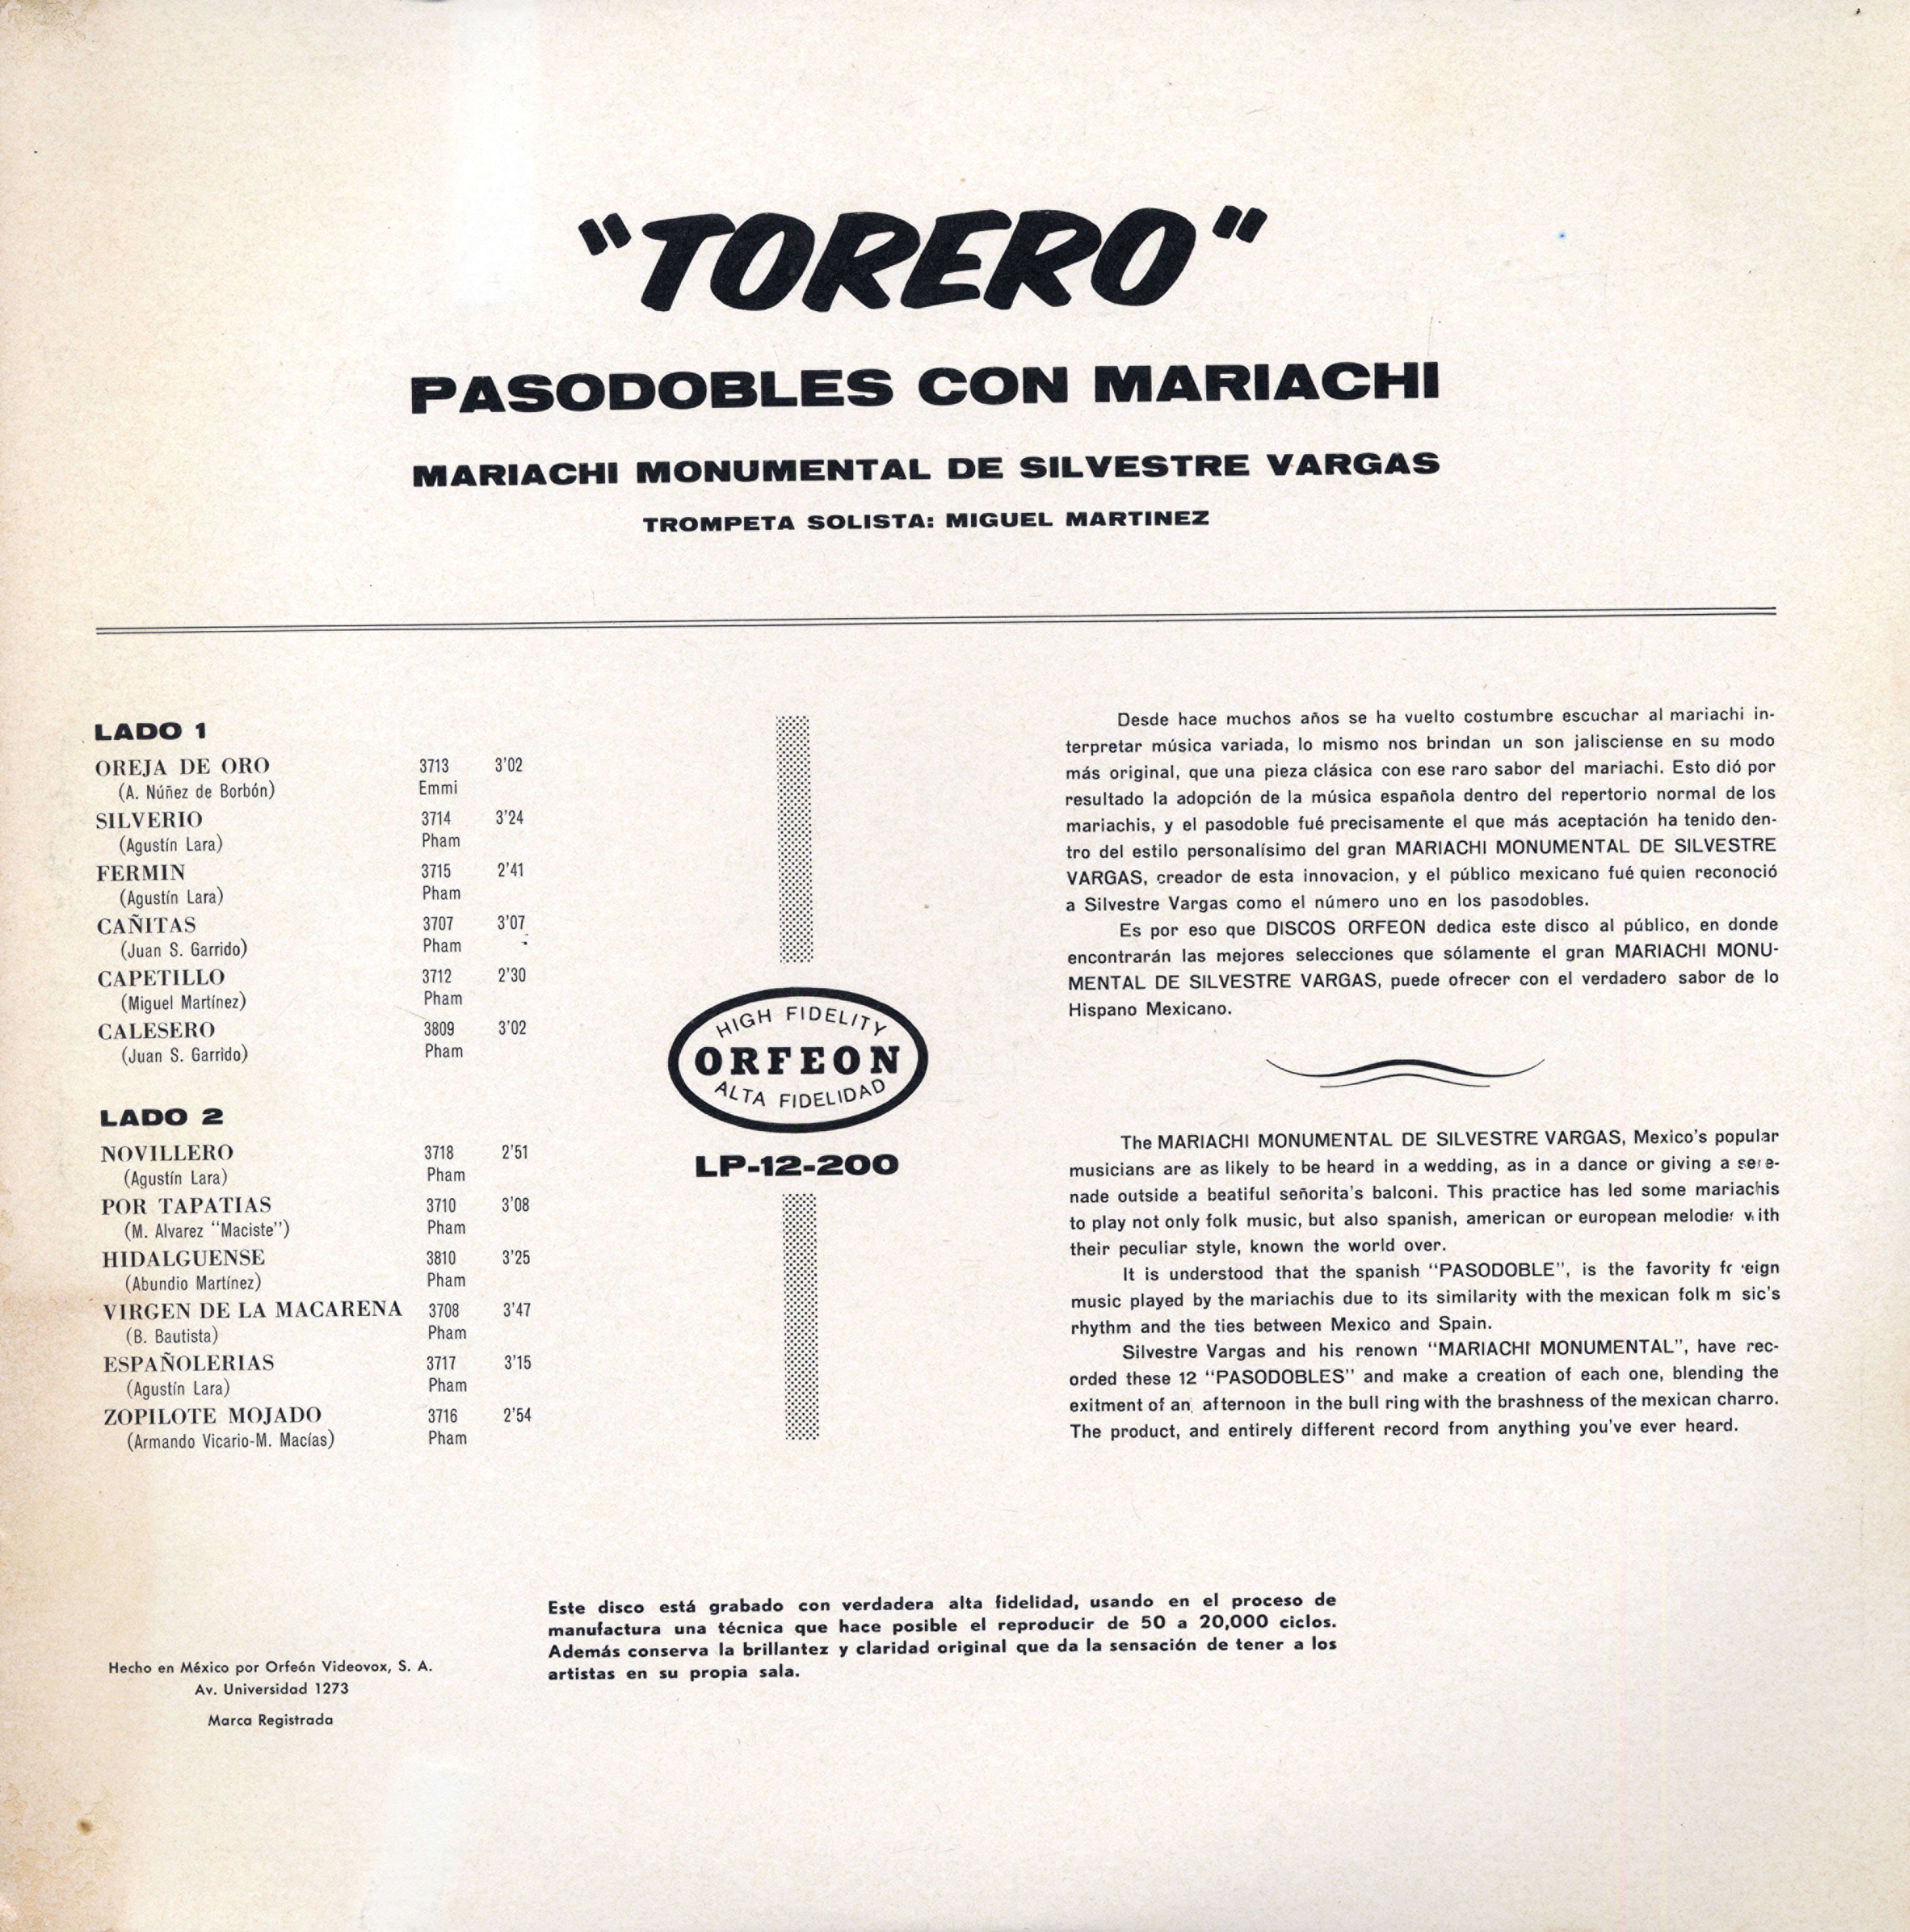 "TORERO"
PASODOBLES CON MARIACHI
MARIACHI MONUMENTAL DE SILVESTRE VARGAS
TROMPETA SOLISTA: MIGUEL MARTINEZ
LADO 1
OREJA DE ORO 3713 3'02
(A. Núñez de Borbón) Emmi
SILVERIO 3714 3'24
(Agustín Lara) Pham
FERMIN 3715 2'41
(Agustín Lara) Pham
CAÑITAS 3707 3'07
(Juan S. Garrido) Pham
CAPETILLO 3712 2'30
(Miguel Martínez) Pham
CALESERO 3809 3'02
(Juan S. Garrido) Pham
LADO 2
NOVILLERO 3718 2'51
(Agustín Lara) Pham
POR TAPATIAS 3710 3'08
(M. Alvarez "Maciste") Pham
HIDALGUENSE 3810 3'25
(Abundio Martínez) Pham
VIRGEN DE LA MACARENA 3708 3'47
(B. Bautista) Pham
ESPAÑOLERIAS 3717 3'15
(Agustín Lara) Pham
ZOPILOTE MOJADO 3716 2'54
(Armando Vicario-M. Macías) Pham
HIGH FIDELITY
ORFEON
ALTA FIDELIDAD
LP-12-200
Desde hace muchos años se ha vuelto costumbre escuchar al mariachi in-
terpretar música variada, lo mismo nos brindan un son jalisciense en su modo
más original, que una pieza clásica con ese raro sabor del mariachi. Esto dió por
resultado la adopción de la música española dentro del repertorio normal de los
mariachis, y el pasodoble fué precisamente el que más aceptación ha tenido den-
tro del estilo personalísimo del gran MARIACHI MONUMENTAL DE SILVESTRE
VARGAS, creador de esta innovacion, y el público mexicano fué quien reconoció
a Silvestre Vargas como el número uno en los pasodobles.
Es por eso que DISCOS ORFEON dedica este disco al público, en donde
encontrarán las mejores selecciones que sólamente el gran MARIACHI MONU-
MENTAL DE SILVESTRE VARGAS, puede ofrecer con el verdadero sabor de lo
Hispano Mexicano.
The MARIACHI MONUMENTAL DE SILVESTRE VARGAS, Mexico's popular
musicians are as likely to be heard in a wedding, as in a dance or giving a sere-
nade outside a beatiful señorita's balconi. This practice has led some mariachis
to play not only folk music, but also spanish, american or european melodies with
their peculiar style, known the world over.
It is understood that the spanish "PASODOBLE", is the favority foreign
music played by the mariachis due to its similarity with the mexican folk music's
rhythm and the ties between Mexico and Spain.
Silvestre Vargas and his renown "MARIACHI MONUMENTAL", have rec-
orded these 12 "PASODOBLES" and make a creation of each one, blending the
exitment of an afternoon in the bull ring with the brashness of the mexican charro.
The product, and entirely different record from anything you've ever heard.
Este disco está grabado con verdadera alta fidelidad, usando en el proceso de
manufactura una técnica que hace posible el reproducir de 50 a 20,000 ciclos.
Además conserva la brillantez y claridad original que da la sensación de tener a los
artistas en su propia sala.
Hecho en México por Orfeón Videovox, S. A.
Av. Universidad 1273
Marca Registrada